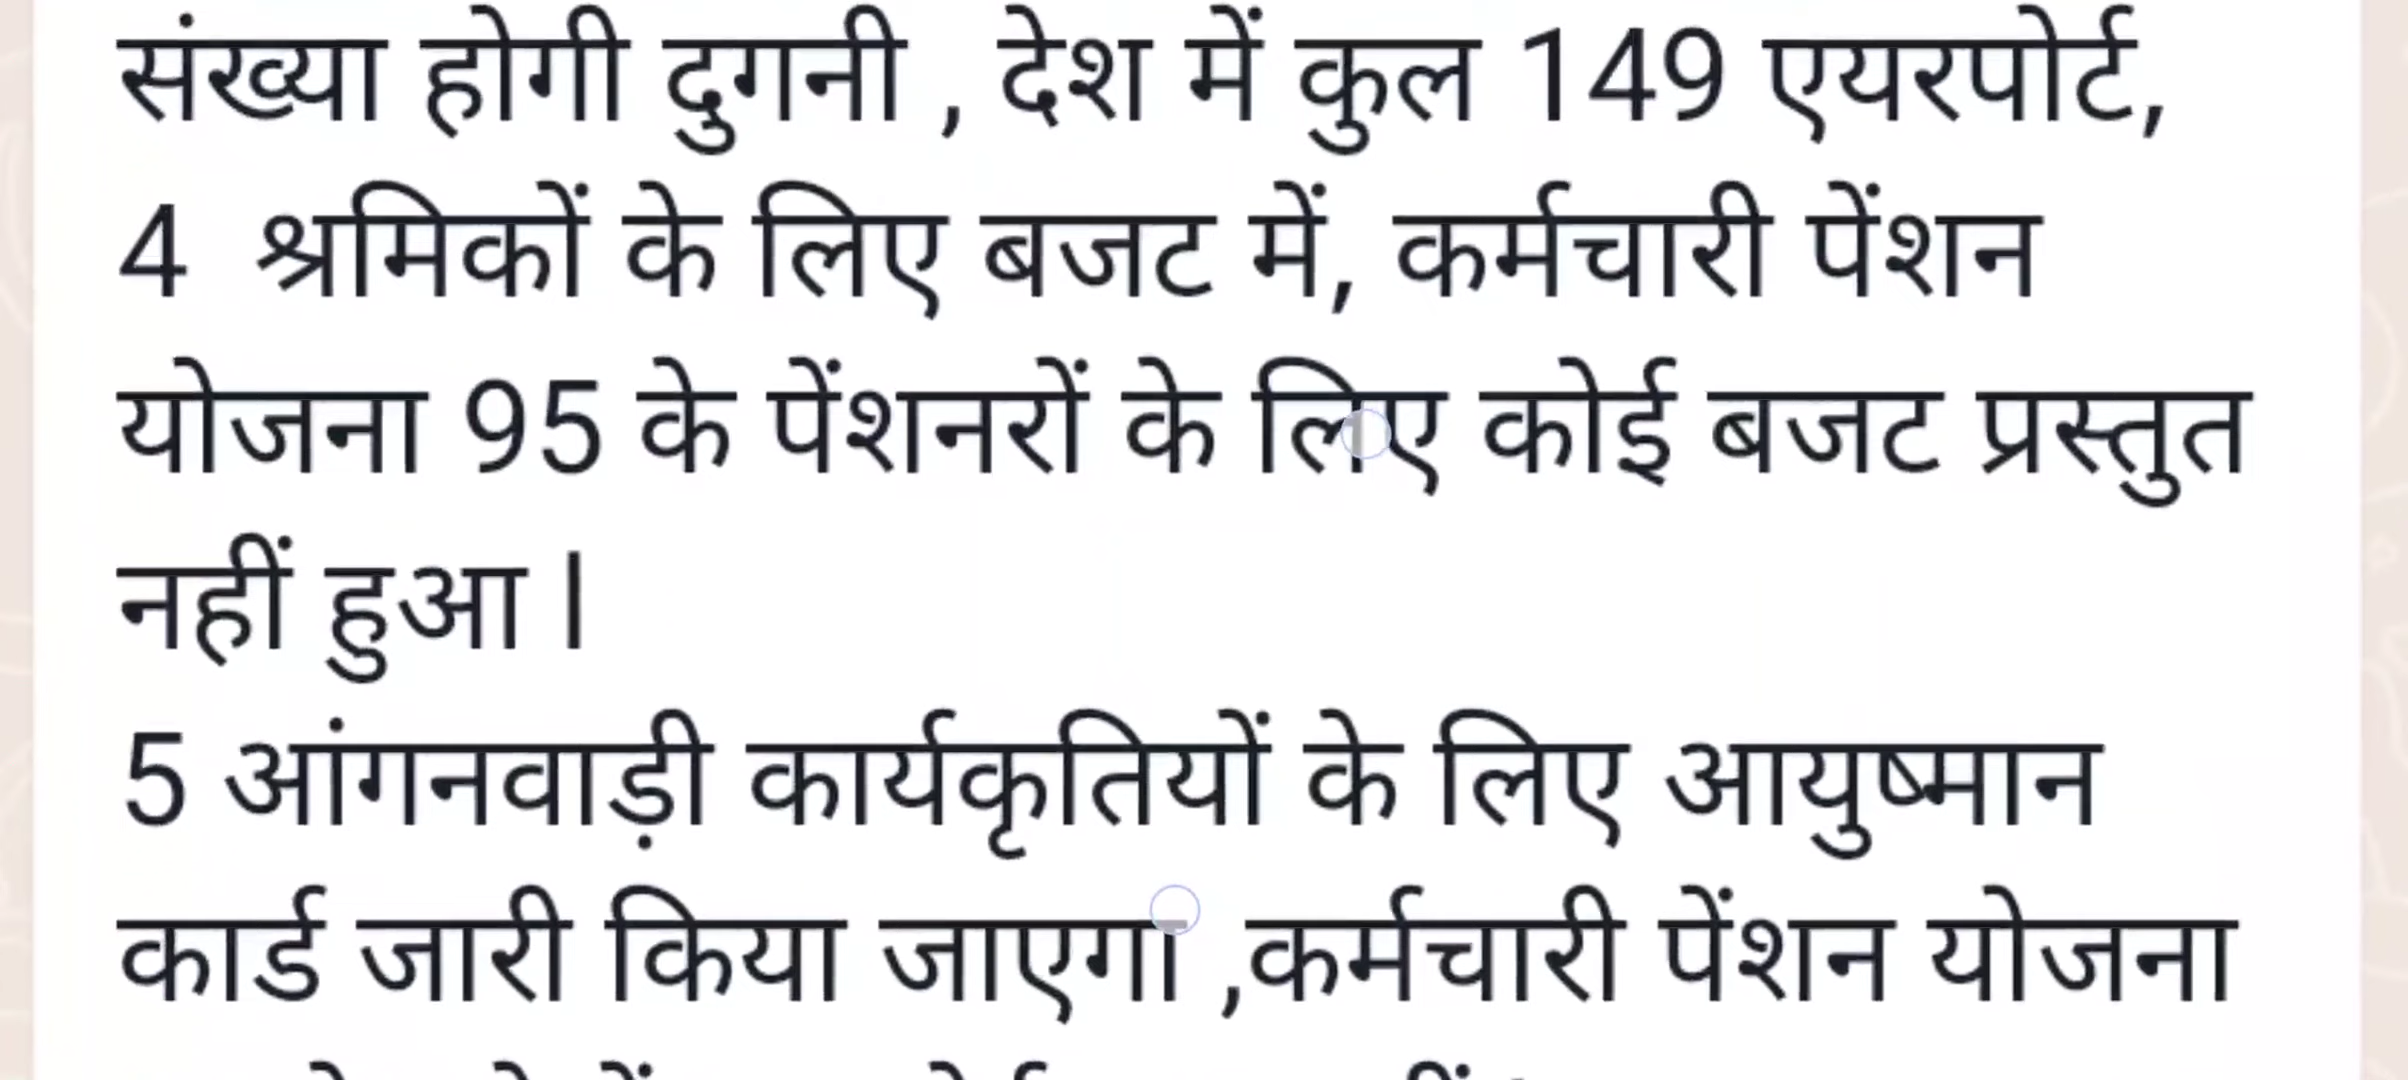 संख्या होगी दुगनी , देश में कुल 149 एयरपोर्ट,
4 श्रमिकों के लिए बजट में, कर्मचारी पेंशन
योजना 95 के पेंशनरों के लिए कोई बजट प्रस्तुत
नहीं हुआ l
5 आंगनवाड़ी कार्यकृतियों के लिए आयुष्मान
कार्ड जारी किया जाएगा ,कर्मचारी पेंशन योजना